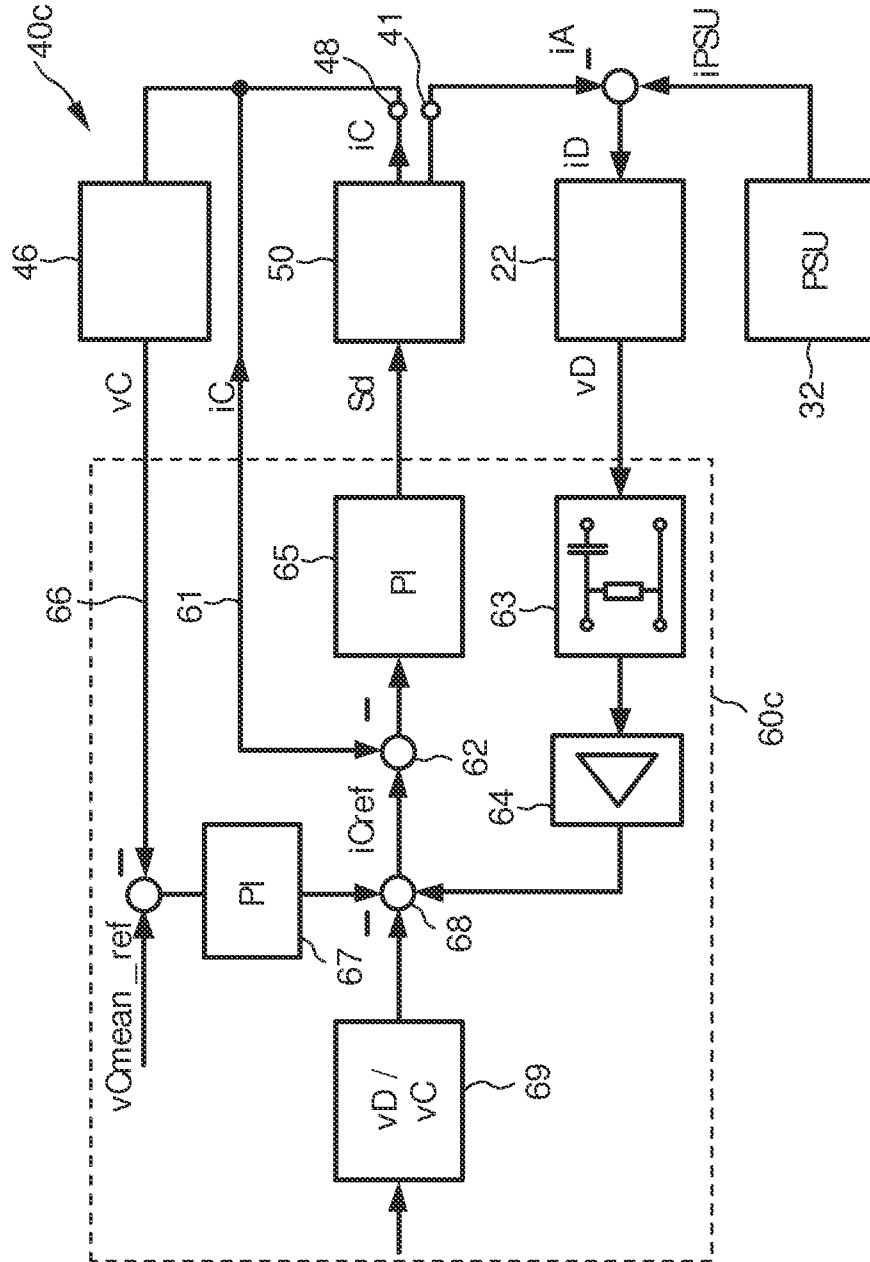 40c
46
vC
66
vCmean_ref
PI
67
iC
61
48
iC
41
50
Sd
65
PI
62
iCref
68
vD /
vC
69
iA
iPSU
iD
22
vD
63
64
60c
PSU
32